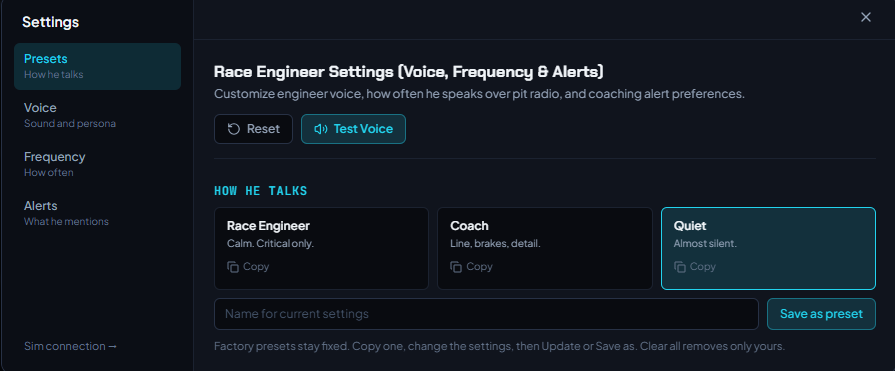 Settings
Presets
How he talks
Voice
Sound and persona
Frequency
How often
Alerts
What he mentions
Sim connection →
Race Engineer Settings (Voice, Frequency & Alerts)
Customize engineer voice, how often he speaks over pit radio, and coaching alert preferences.
Reset
Test Voice
HOW HE TALKS
Race Engineer
Calm. Critical only.
Copy
Coach
Line, brakes, detail.
Copy
Quiet
Almost silent.
Copy
Name for current settings
Save as preset
Factory presets stay fixed. Copy one, change the settings, then Update or Save as. Clear all removes only yours.